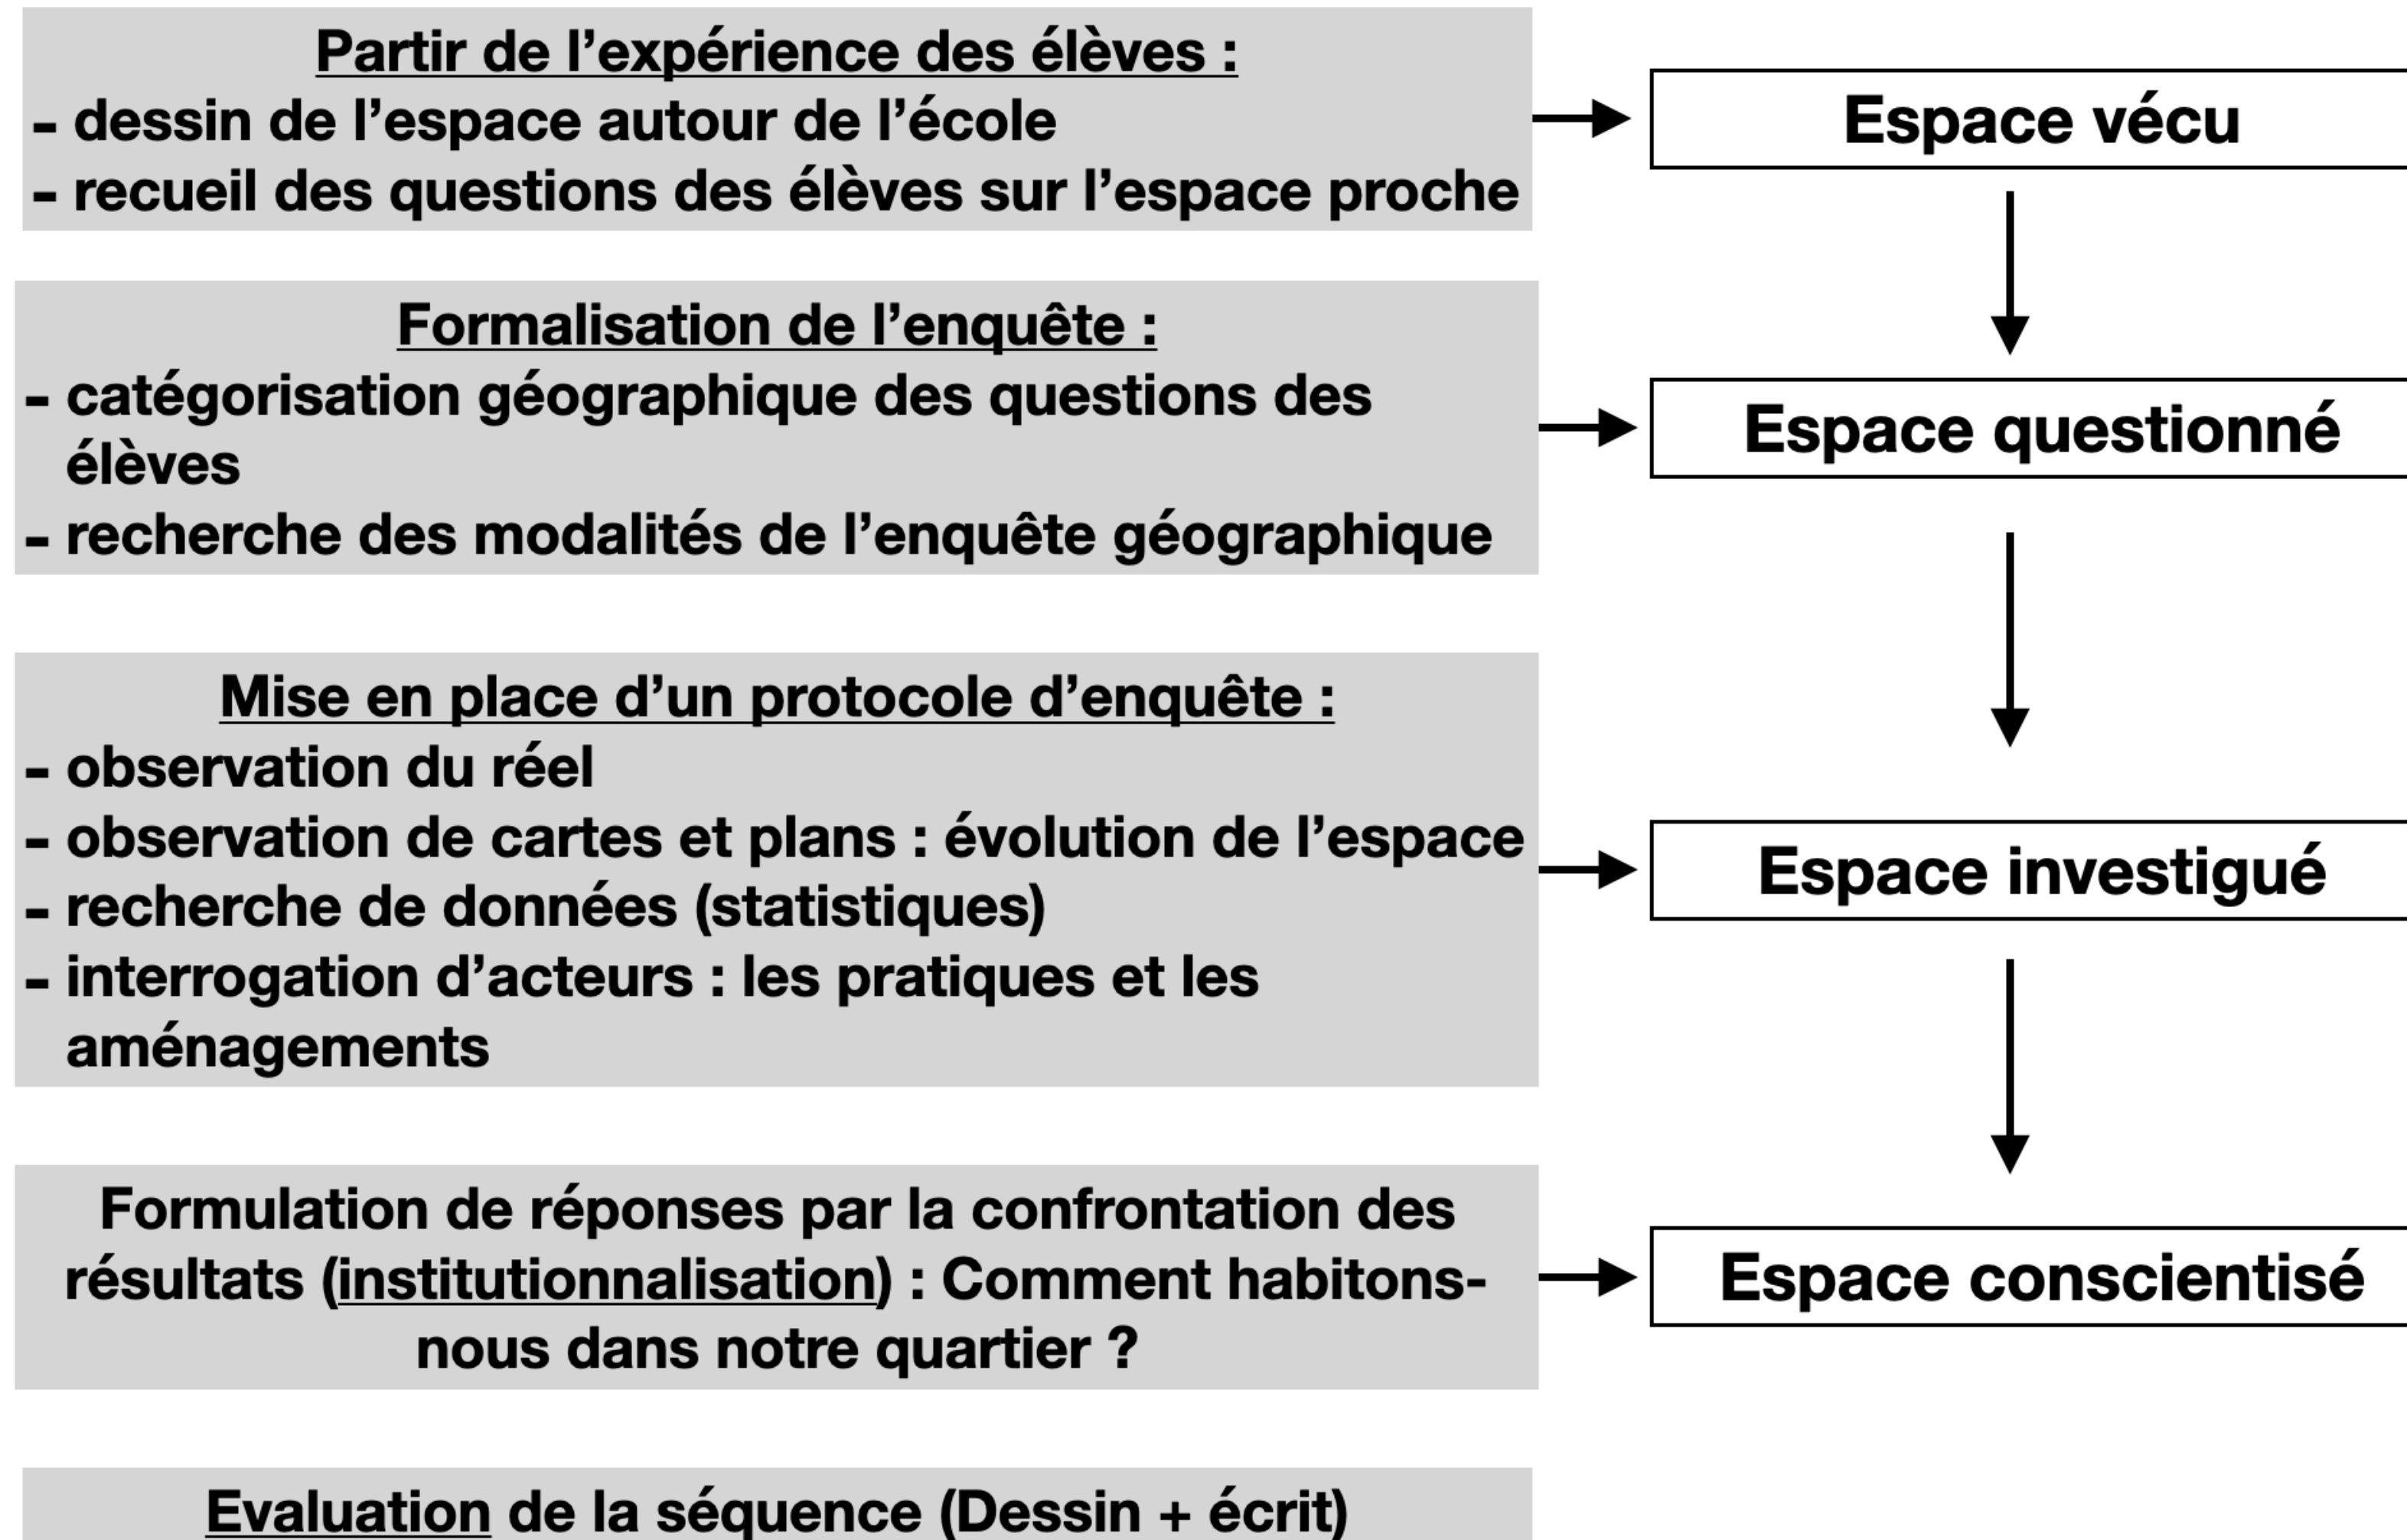 Partir de l’expérience des élèves :
- dessin de l’espace autour de l’école
- recueil des questions des élèves sur l’espace proche
Espace vécu
Formalisation de l’enquête :
- catégorisation géographique des questions des
élèves
- recherche des modalités de l’enquête géographique
Espace questionné
Mise en place d’un protocole d’enquête :
- observation du réel
- observation de cartes et plans : évolution de l’espace
- recherche de données (statistiques)
- interrogation d’acteurs : les pratiques et les
aménagements
Espace investigué
Formulation de réponses par la confrontation des
résultats (institutionnalisation) : Comment habitons-
nous dans notre quartier ?
Espace conscientisé
Evaluation de la séquence (Dessin + écrit)